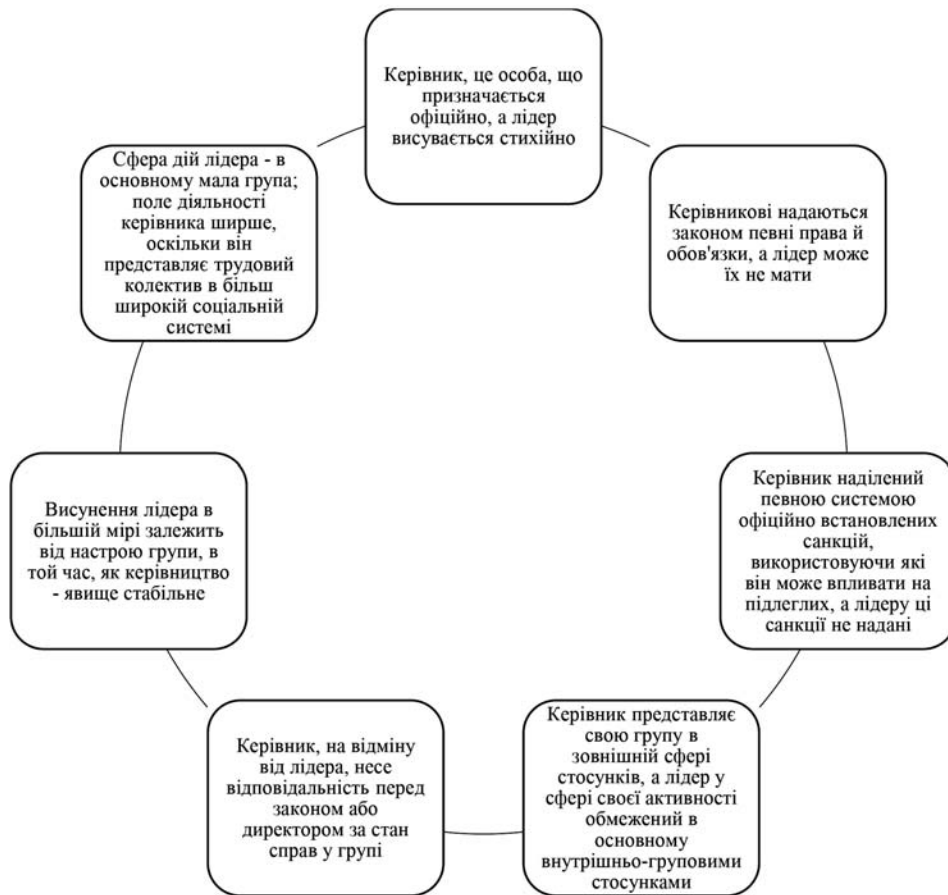 Керівник, це особа, що
призначається
офіційно, а лідер
висувається стихійно
Керівникові надаються
законом певні права й
обов'язки, а лідер може
їх не мати
Керівник наділений
певною системою
офіційно встановлених
санкцій,
використовуючи які
він може впливати на
підлеглих, а лідеру ці
санкції не надані
Керівник представляє
свою групу в
зовнішній сфері
стосунків, а лідер у
сфері своєї активності
обмежений в
основному
внутрішньо-груповими
стосунками
Керівник, на відміну
від лідера, несе
відповідальність перед
законом або
директором за стан
справ у групі
Висунення лідера в
більшій мірі залежить
від настрою групи, в
той час, як керівництво
- явище стабільне
Сфера дій лідера - в
основному мала група;
поле діяльності
керівника ширше,
оскільки він
представляє трудовий
колектив в більш
широкій соціальній
системі